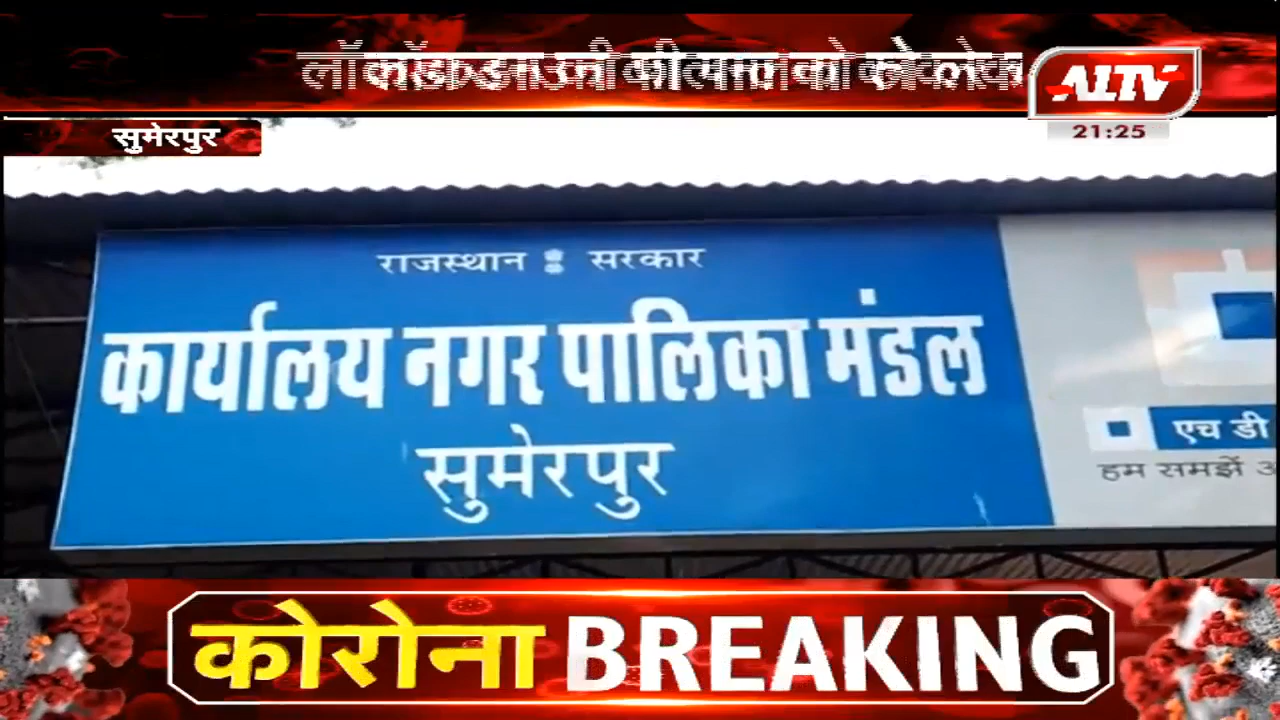 ALTV
21:25
सुमेरपुर
राजस्थान सरकार
कार्यालय नगर पालिका मंडल
सुमेरपुर
एच डी
हम समझें
कोरोना BREAKING